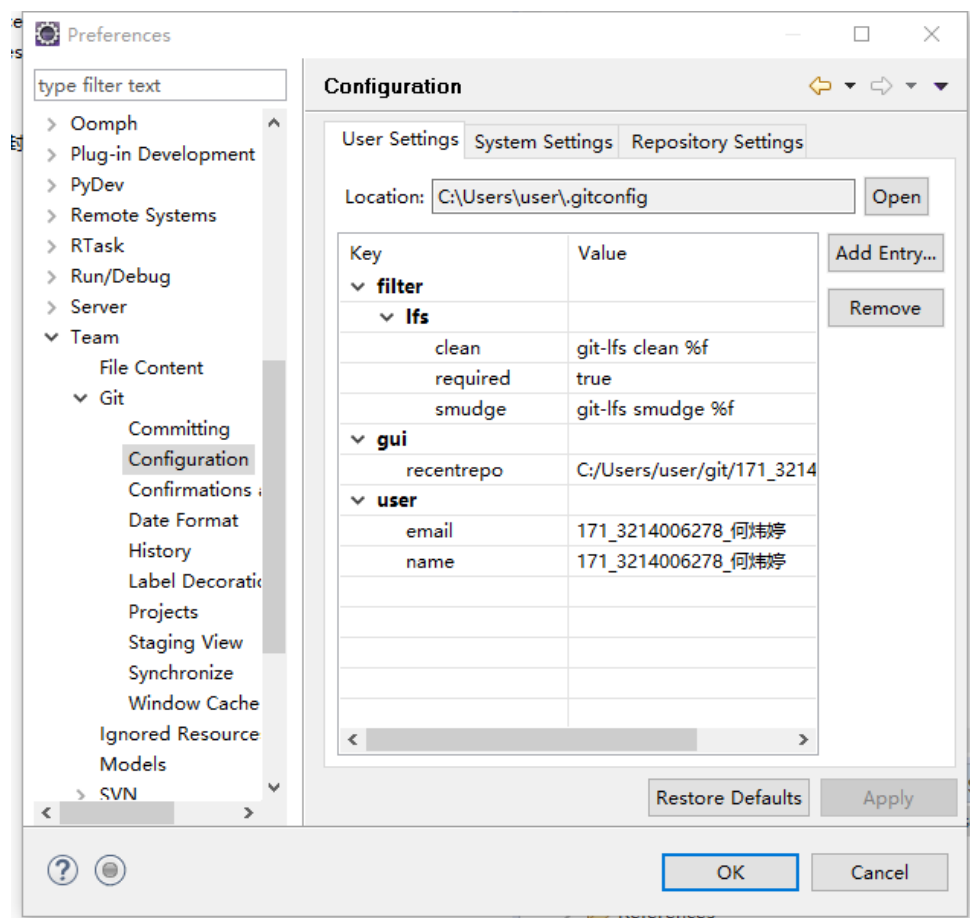 Preferences
type filter text
Oomph
Plug-in Development
PyDev
Remote Systems
RTask
Run/Debug
Server
Team
File Content
Git
Committing
Configuration
Confirmations
Date Format
History
Label Decoratic
Projects
Staging View
Synchronize
Window Cache
Ignored Resource
Models
SVN
Configuration
User Settings System Settings Repository Settings
Location: C:\Users\user\.gitconfig Open
Key Value Add Entry...
filter
lfs Remove
clean git-lfs clean %f
required true
smudge git-lfs smudge %f
gui
recentrepo C:/Users/user/git/171_3214
user
email 171_3214006278_何炜婷
name 171_3214006278_何炜婷
Restore Defaults Apply
OK Cancel